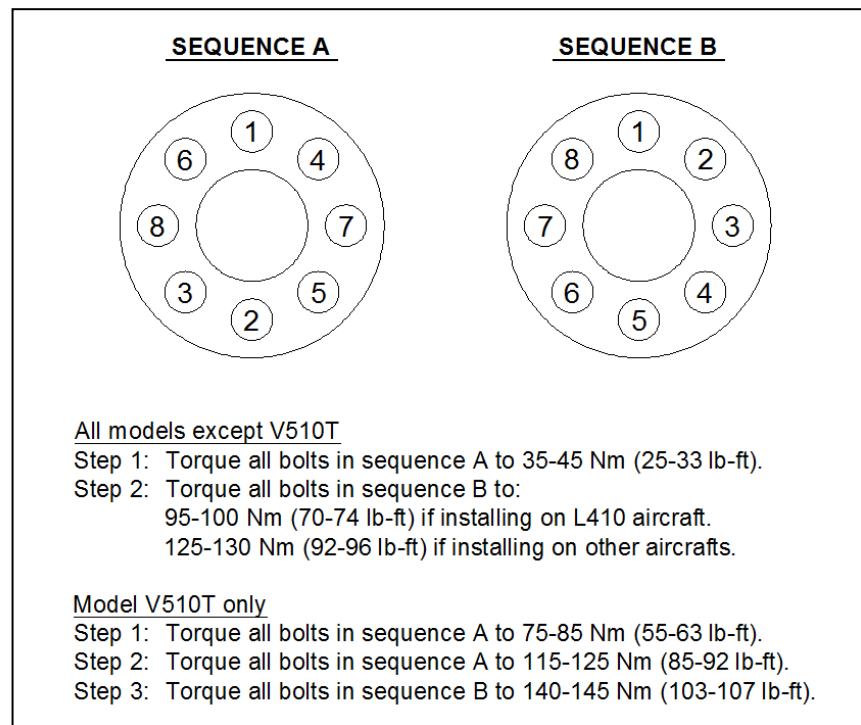 SEQUENCE A
SEQUENCE B
1
6 4
8 7
3 5
2
1
8 2
7 3
6 4
5
All models except V510T
Step 1: Torque all bolts in sequence A to 35-45 Nm (25-33 lb-ft).
Step 2: Torque all bolts in sequence B to:
95-100 Nm (70-74 lb-ft) if installing on L410 aircraft.
125-130 Nm (92-96 lb-ft) if installing on other aircrafts.
Model V510T only
Step 1: Torque all bolts in sequence A to 75-85 Nm (55-63 lb-ft).
Step 2: Torque all bolts in sequence A to 115-125 Nm (85-92 lb-ft).
Step 3: Torque all bolts in sequence B to 140-145 Nm (103-107 lb-ft).